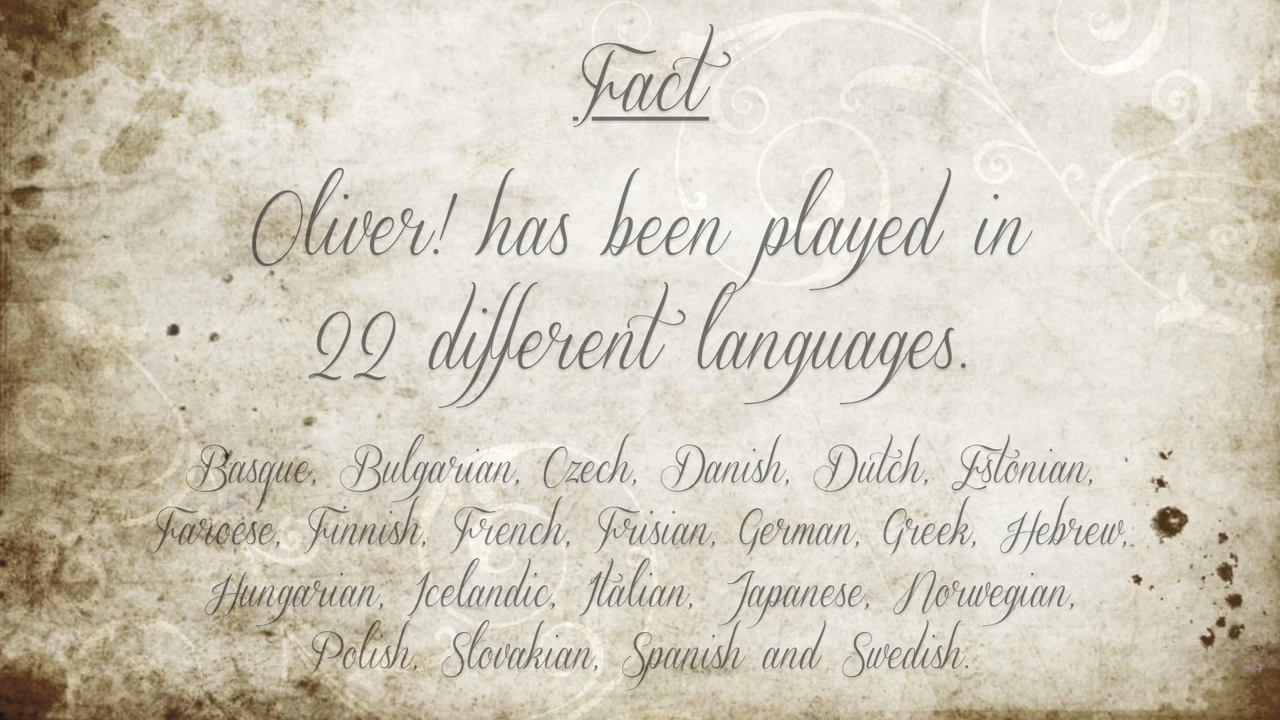 Fact
Oliver! has been played in
22 different languages.
Basque, Bulgarian, Czech, Danish, Dutch, Estonian,
Faroese, Finnish, French, Frisian, German, Greek, Hebrew,
Hungarian, Icelandic, Italian, Japanese, Norwegian,
Polish, Slovakian, Spanish and Swedish.